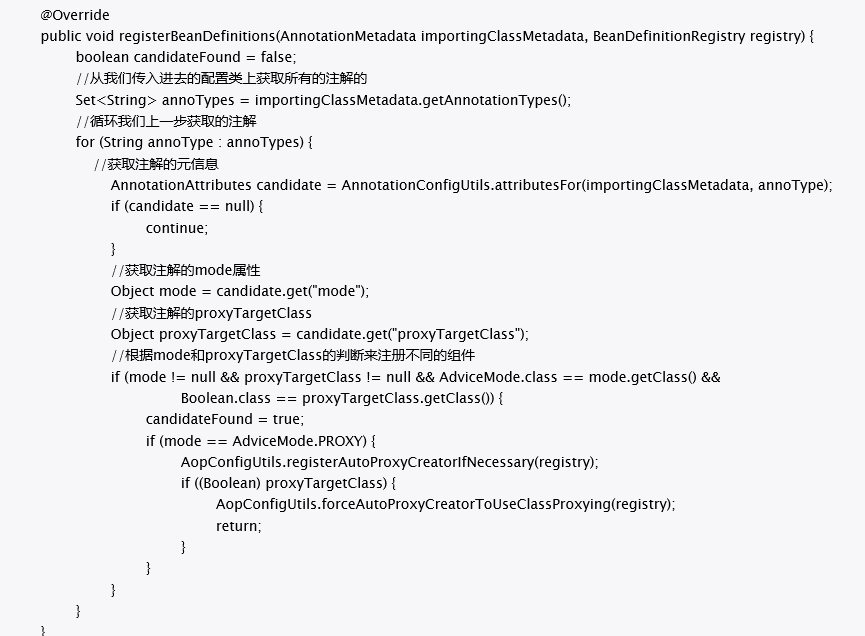 @Override
public void registerBeanDefinitions(AnnotationMetadata importingClassMetadata, BeanDefinitionRegistry registry) {
boolean candidateFound = false;
//从我们传入进去的配置类上获取所有的注解的
Set<String> annoTypes = importingClassMetadata.getAnnotationTypes();
//循环我们上一步获取的注解
for (String annoType : annoTypes) {
//获取注解的元信息
AnnotationAttributes candidate = AnnotationConfigUtils.attributesFor(importingClassMetadata, annoType);
if (candidate == null) {
continue;
}
//获取注解的mode属性
Object mode = candidate.get("mode");
//获取注解的proxyTargetClass
Object proxyTargetClass = candidate.get("proxyTargetClass");
//根据mode和proxyTargetClass的判断来注册不同的组件
if (mode != null && proxyTargetClass != null && AdviceMode.class == mode.getClass() &&
Boolean.class == proxyTargetClass.getClass()) {
candidateFound = true;
if (mode == AdviceMode.PROXY) {
AopConfigUtils.registerAutoProxyCreatorIfNecessary(registry);
if ((Boolean) proxyTargetClass) {
AopConfigUtils.forceAutoProxyCreatorToUseClassProxying(registry);
return;
}
}
}
}
}